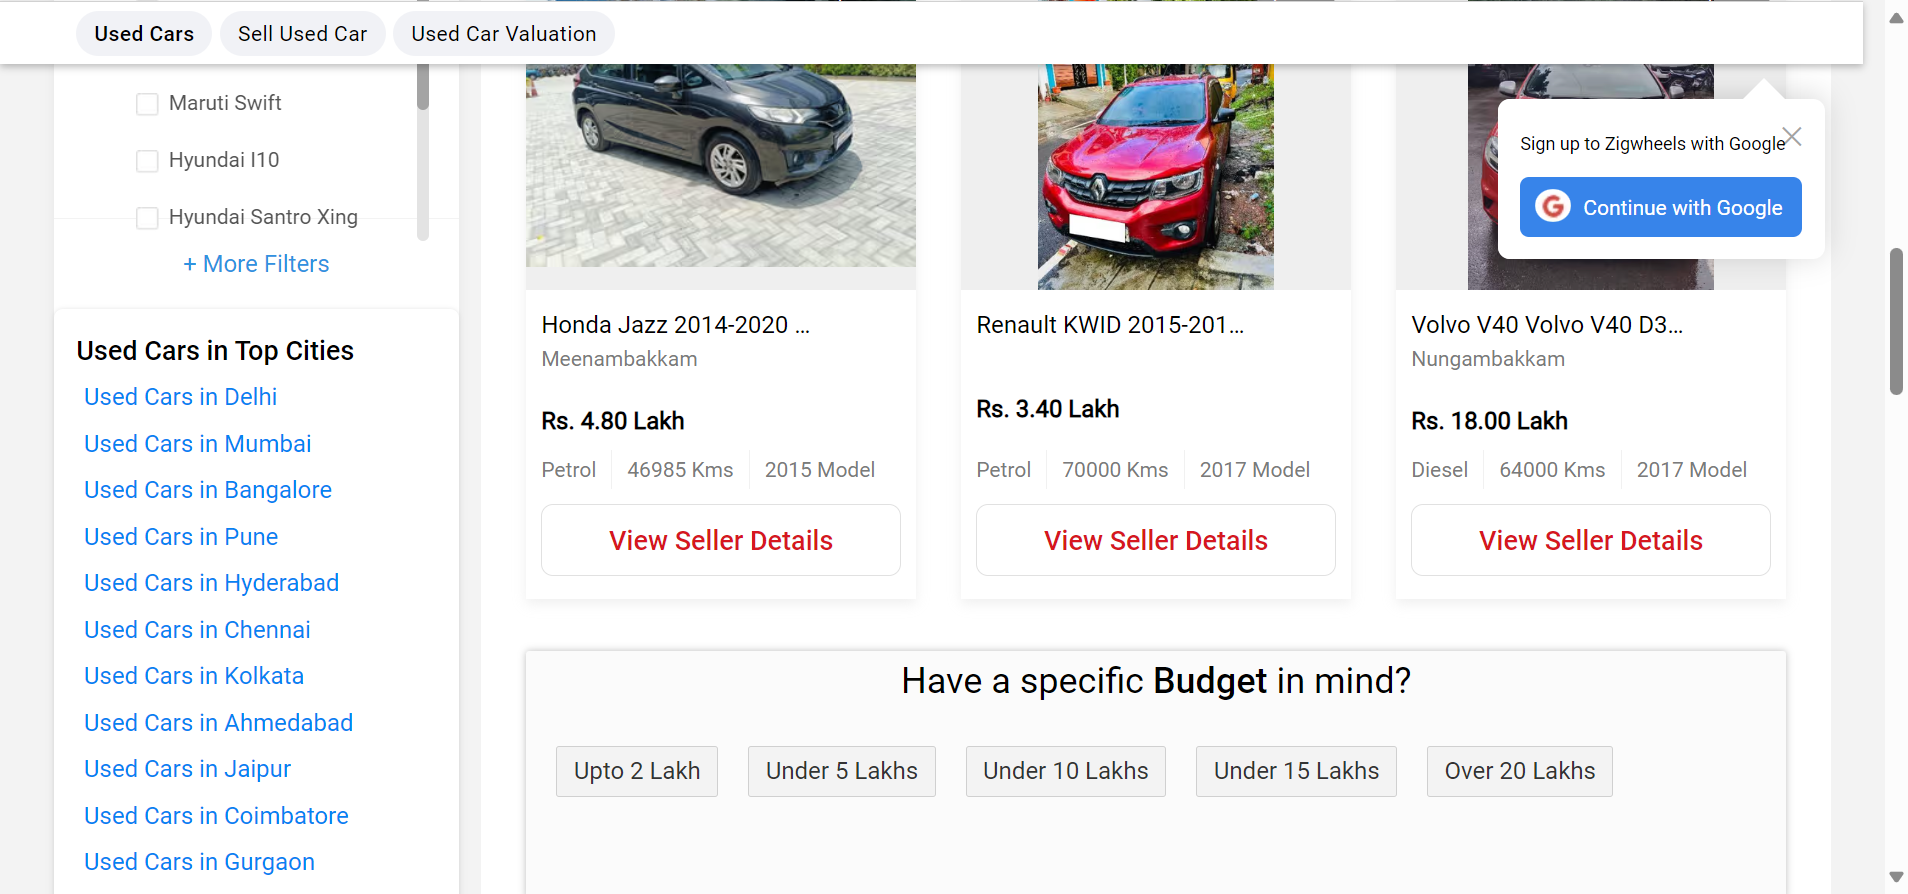 Used Cars
Sell Used Car
Used Car Valuation
Maruti Swift
Hyundai I10
Hyundai Santro Xing
+ More Filters
Used Cars in Top Cities
Used Cars in Delhi
Used Cars in Mumbai
Used Cars in Bangalore
Used Cars in Pune
Used Cars in Hyderabad
Used Cars in Chennai
Used Cars in Kolkata
Used Cars in Ahmedabad
Used Cars in Jaipur
Used Cars in Coimbatore
Used Cars in Gurgaon
Sign up to Zigwheels with Google
G Continue with Google
Honda Jazz 2014-2020 ...
Meenambakkam
Rs. 4.80 Lakh
Petrol
46985 Kms
2015 Model
View Seller Details
Renault KWID 2015-201...
Rs. 3.40 Lakh
Petrol
70000 Kms
2017 Model
View Seller Details
Volvo V40 Volvo V40 D3...
Nungambakkam
Rs. 18.00 Lakh
Diesel
64000 Kms
2017 Model
View Seller Details
Have a specific Budget in mind?
Upto 2 Lakh
Under 5 Lakhs
Under 10 Lakhs
Under 15 Lakhs
Over 20 Lakhs